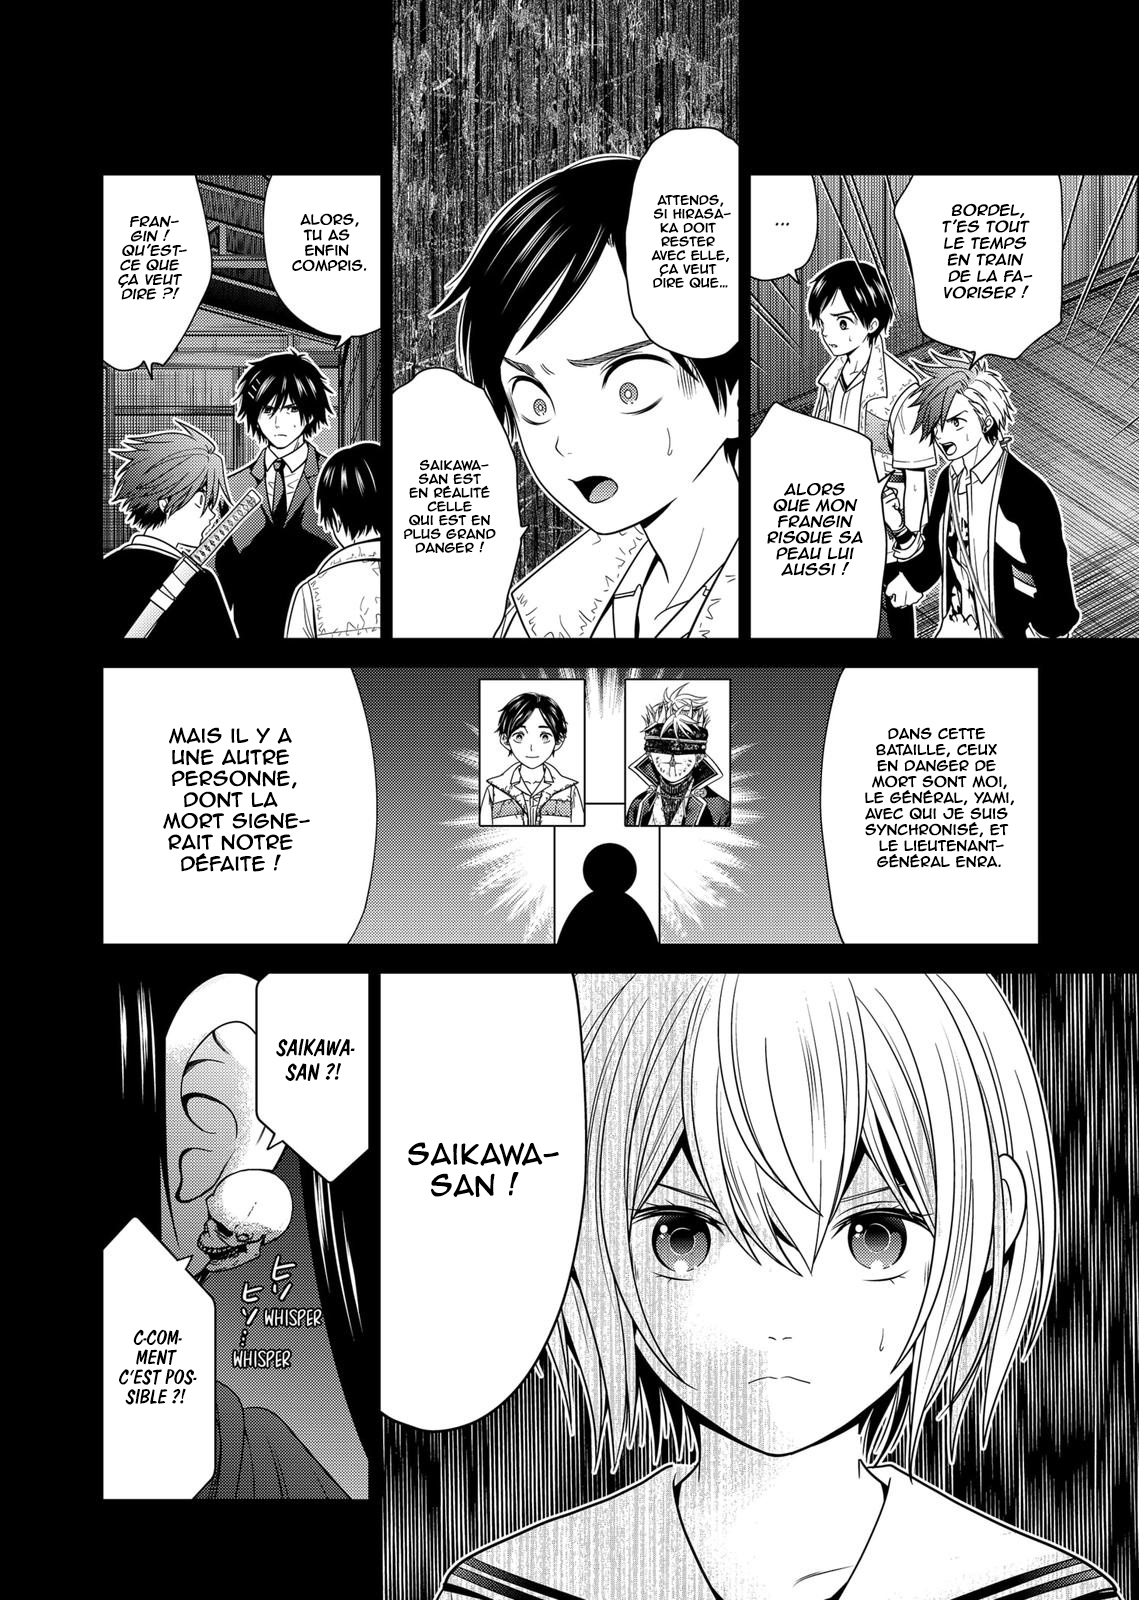 BORDEL,
T'ES TOUT
LE TEMPS
EN TRAIN
DE LA FA-
VORISER !
...
ALORS
QUE MON
FRANGIN
RISQUE SA
PEAU LUI
AUSSI !
ATTENDS,
SI HIRASA-
KA DOIT
RESTER
AVEC ELLE,
ÇA VEUT
DIRE QUE...
SAIKAWA-
SAN EST
EN RÉALITÉ
CELLE
QUI EST EN
PLUS GRAND
DANGER !
ALORS,
TU AS
ENFIN
COMPRIS.
FRAN-
GIN !
QU'EST-
CE QUE
ÇA VEUT
DIRE ?!
DANS CETTE
BATAILLE, CEUX
EN DANGER
DE MORT SONT MOI,
LE GÉNÉRAL, YAMI,
AVEC QUI JE SUIS
SYNCHRONISÉ, ET
LE LIEUTENANT-
GÉNÉRAL ENRA.
MAIS IL Y A
UNE AUTRE
PERSONNE,
DONT LA
MORT SIGNE-
RAIT NOTRE
DÉFAITE !
SAIKAWA-
SAN !
SAIKAWA-
SAN ?!
ヒソ
WHISPER
ヒソ...
WHISPER
C-COM-
MENT
C'EST POS-
SIBLE ?!